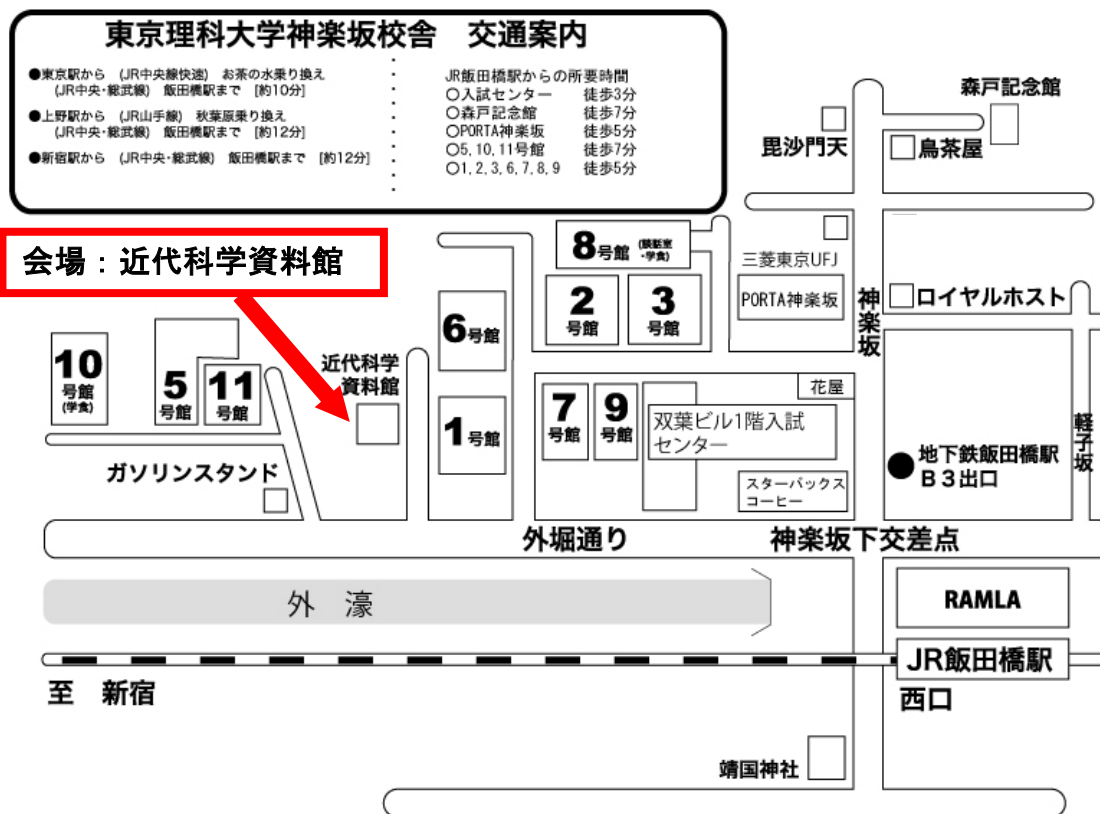 東京理科大学神楽坂校舎　交通案内
●東京駅から　(JR中央線快速)　お茶の水乗り換え
(JR中央･総武線)　飯田橋駅まで　[約10分]
●上野駅から　(JR山手線)　秋葉原乗り換え
(JR中央･総武線)　飯田橋駅まで　[約12分]
●新宿駅から　(JR中央･総武線)　飯田橋駅まで　[約12分]
JR飯田橋駅からの所要時間
○入試センター　徒歩3分
○森戸記念館　徒歩7分
○PORTA神楽坂　徒歩5分
○5,10,11号館　徒歩7分
○1,2,3,6,7,8,9　徒歩5分
森戸記念館
毘沙門天
鳥茶屋
会場：近代科学資料館
8号館
(談話室
・学食)
三菱東京UFJ
2
号館
3
号館
PORTA神楽坂
神楽坂
ロイヤルホスト
6号館
10
号館
(学食)
5
号館
11
号館
近代科学
資料館
1号館
7
号館
9
号館
花屋
双葉ビル1階入試
センター
スターバックス
コーヒー
地下鉄飯田橋駅
B3出口
軽子坂
ガソリンスタンド
外堀通り
神楽坂下交差点
外　濠
RAMLA
JR飯田橋駅
至　新宿
西口
靖国神社